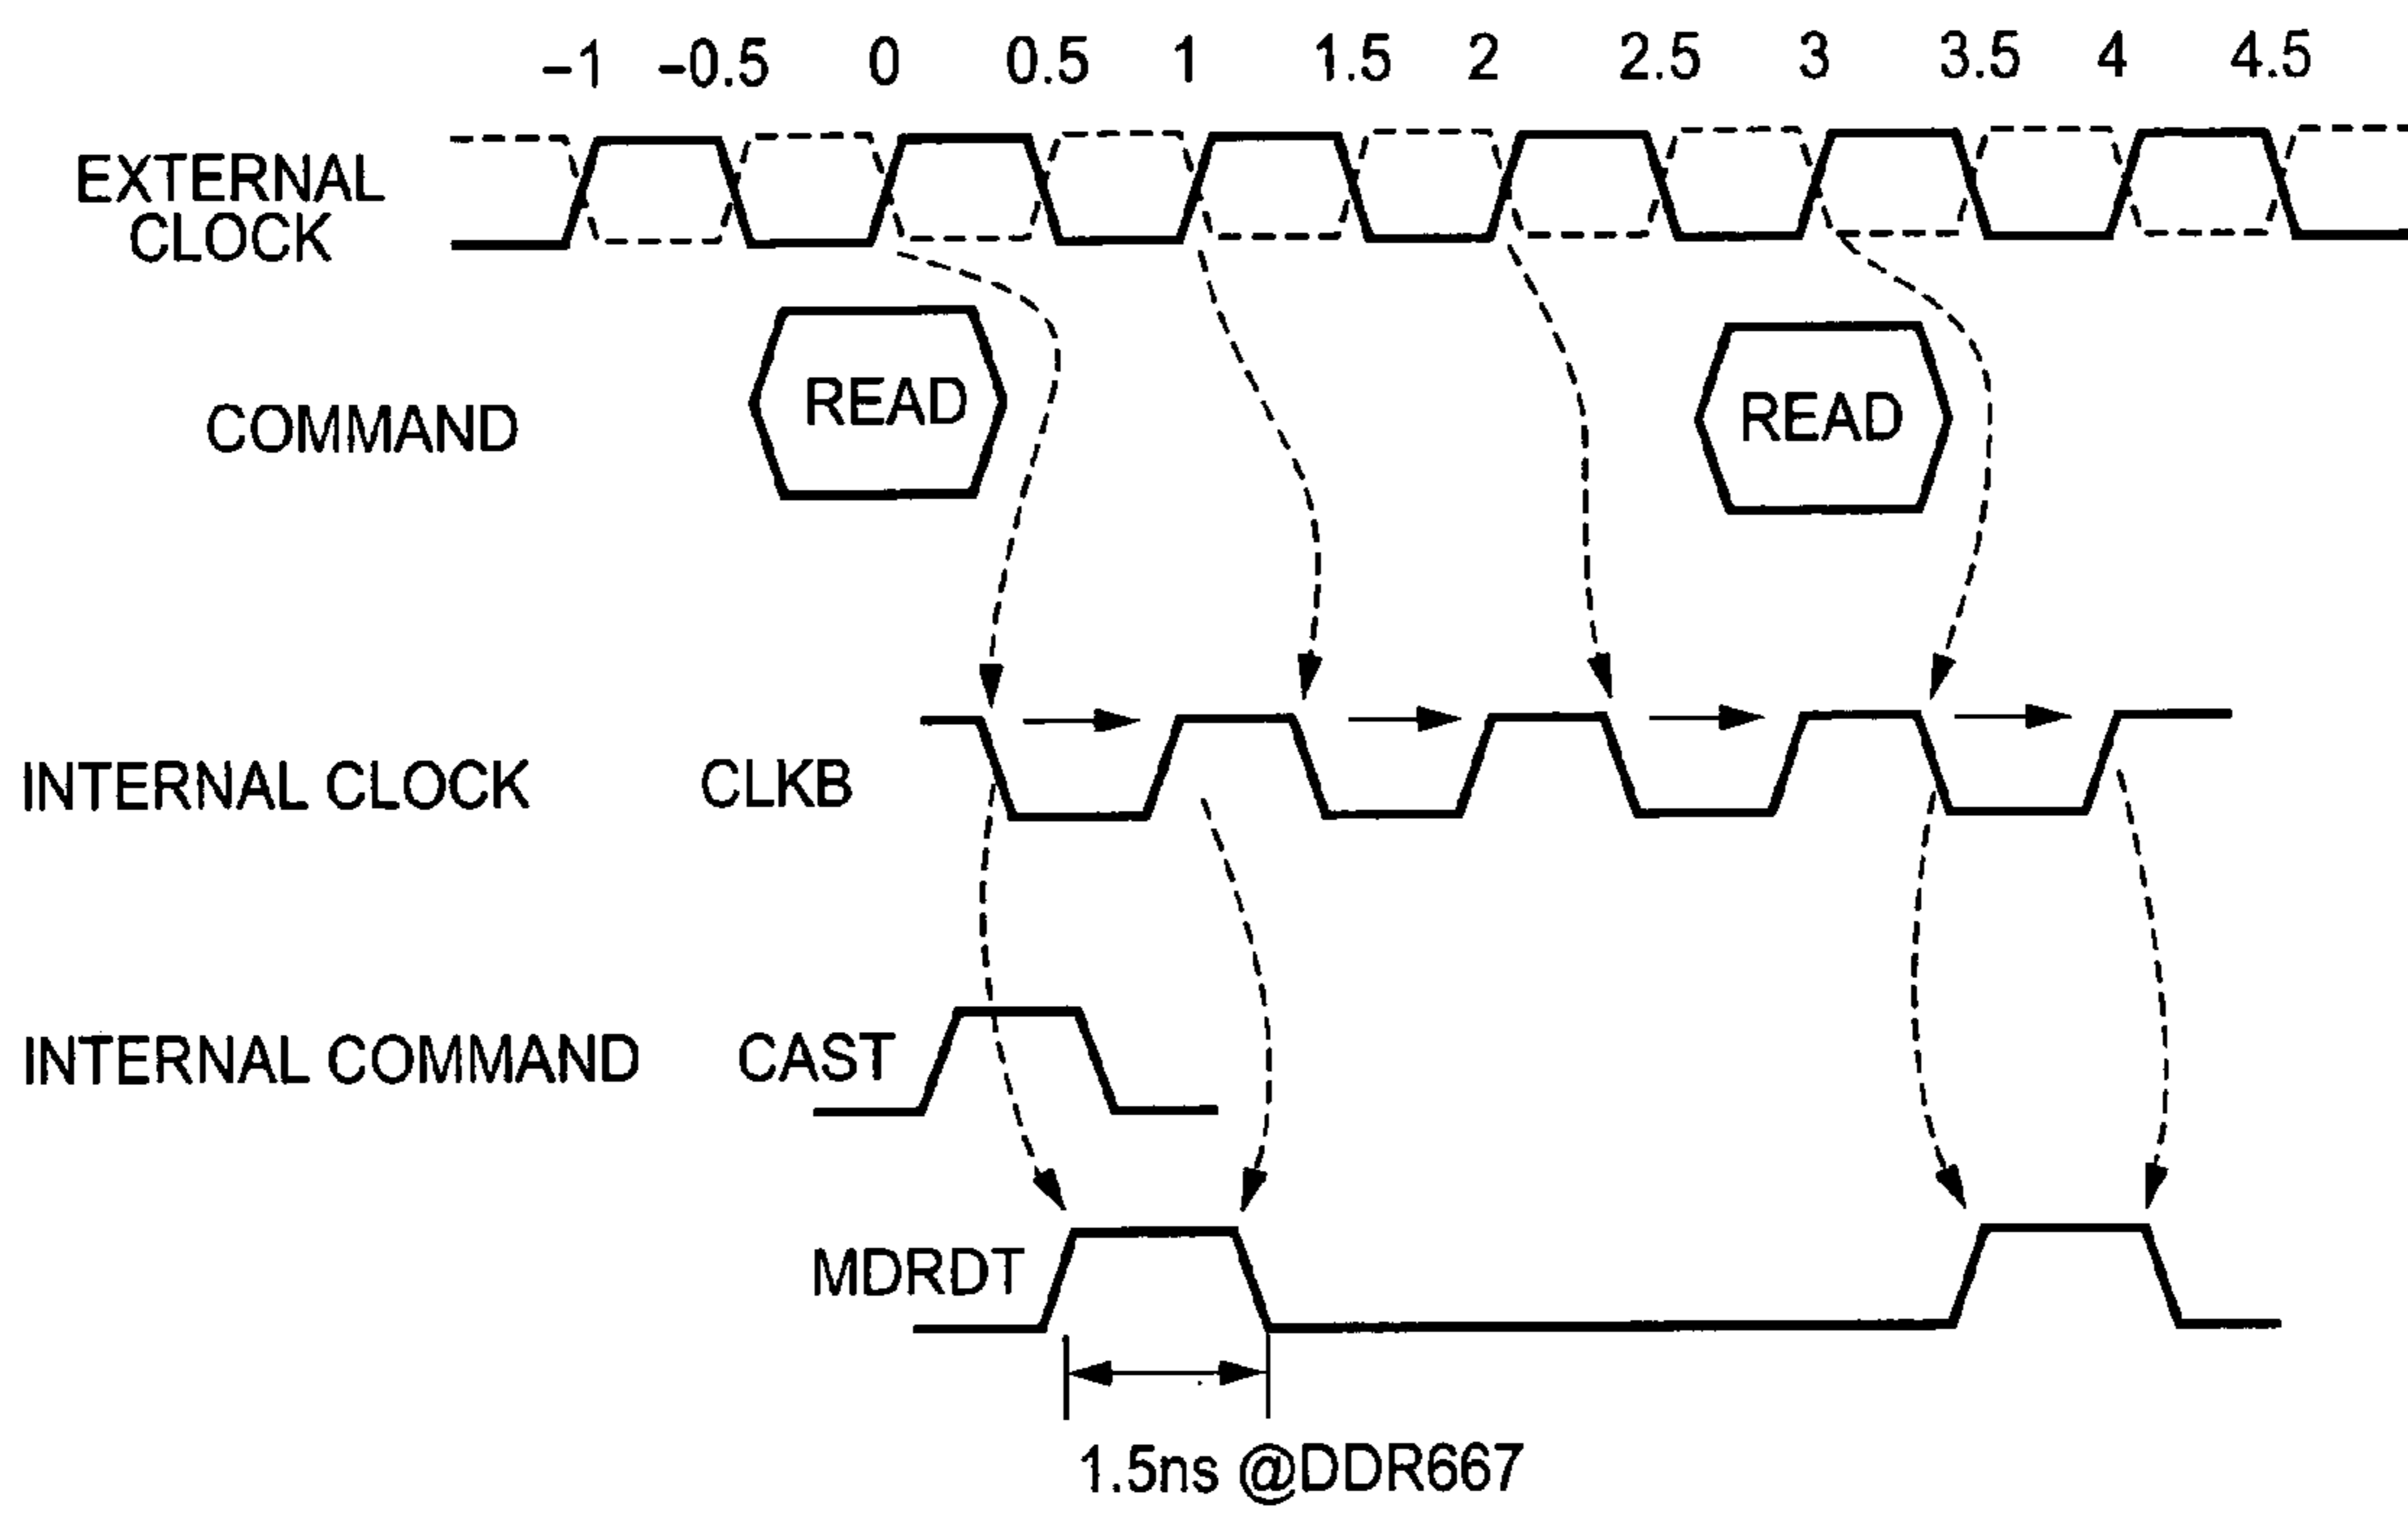 -1 -0.5 0 0.5 1 1.5 2 2.5 3 3.5 4 4.5
EXTERNAL
CLOCK
COMMAND READ READ
INTERNAL CLOCK CLKB
INTERNAL COMMAND CAST
MDRDT
1.5ns @DDR667